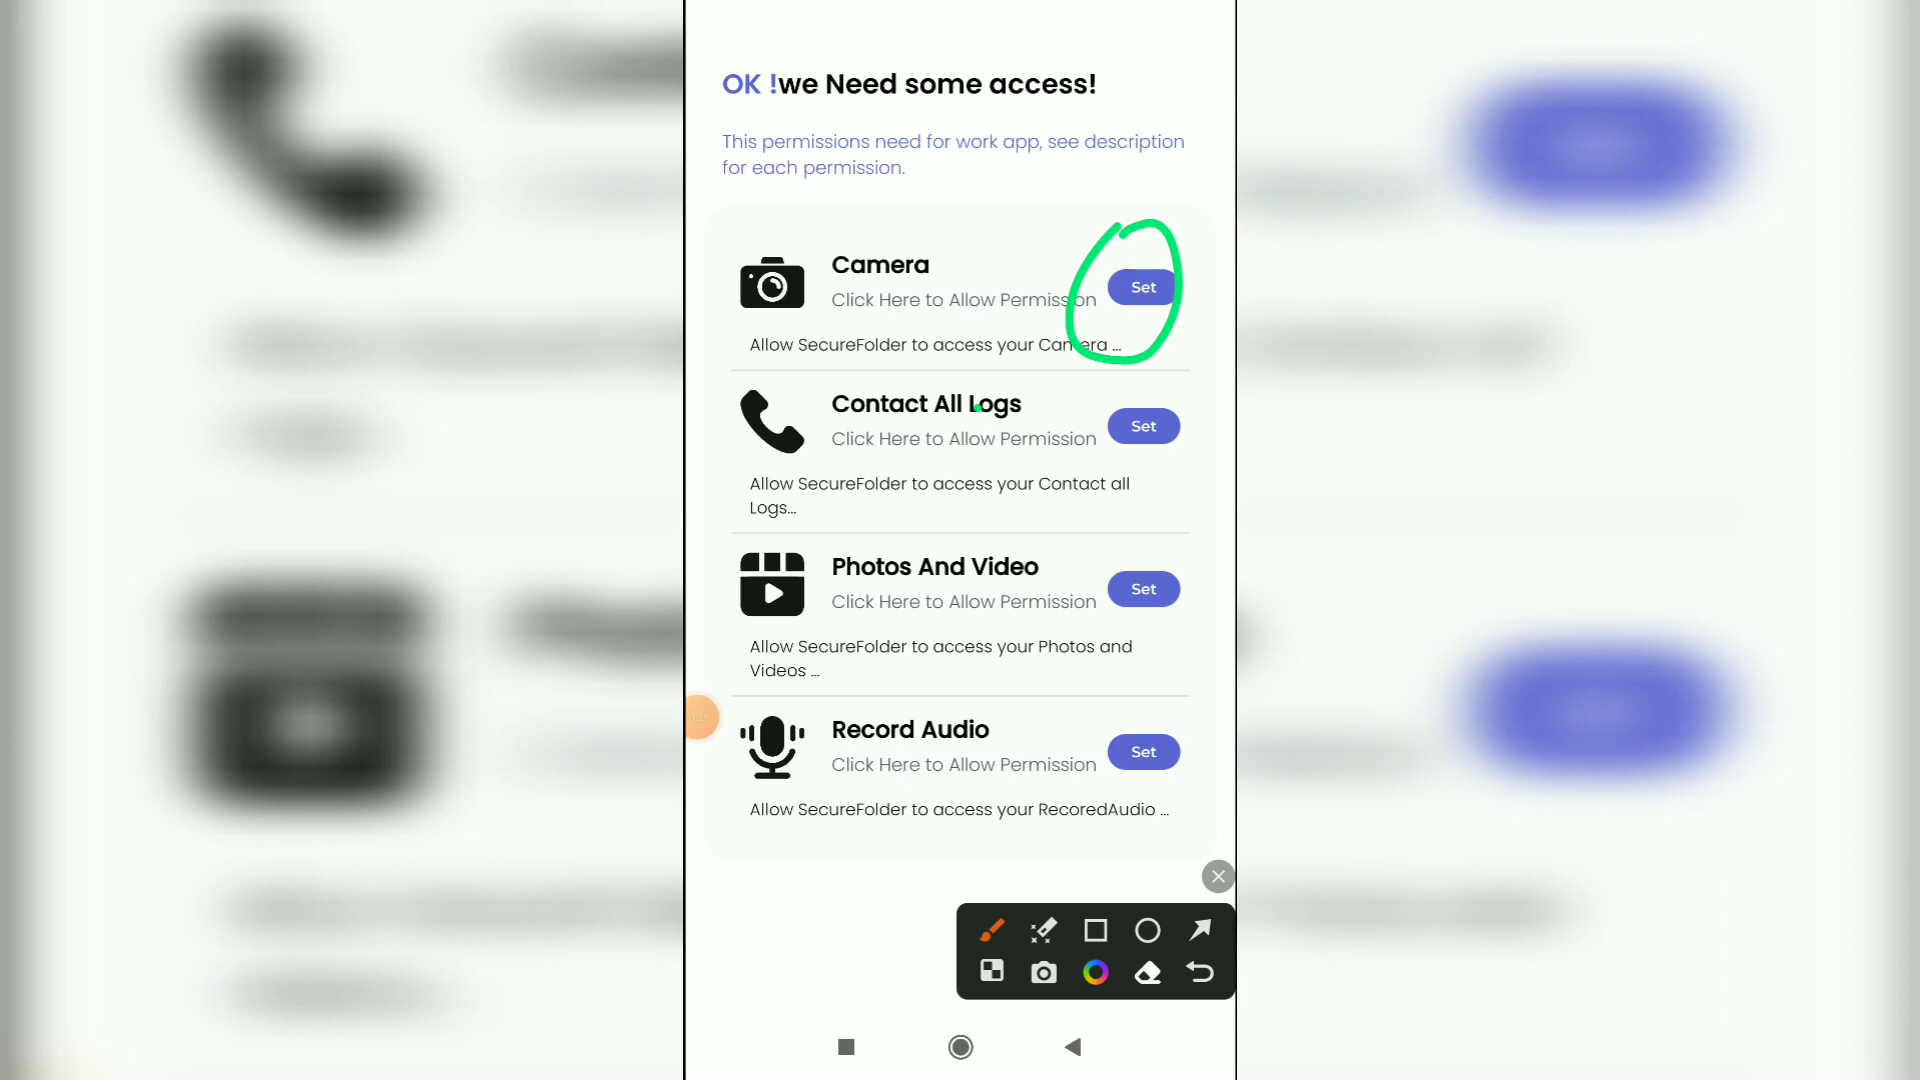 OK !we Need some access!
This permissions need for work app, see description
for each permission.
Camera
Click Here to Allow Permission
Set
Allow SecureFolder to access your Camera ...
Contact All Logs
Click Here to Allow Permission
Set
Allow SecureFolder to access your Contact all
Logs...
Photos And Video
Click Here to Allow Permission
Set
Allow SecureFolder to access your Photos and
Videos ...
Record Audio
Click Here to Allow Permission
Set
Allow SecureFolder to access your RecoredAudio ...